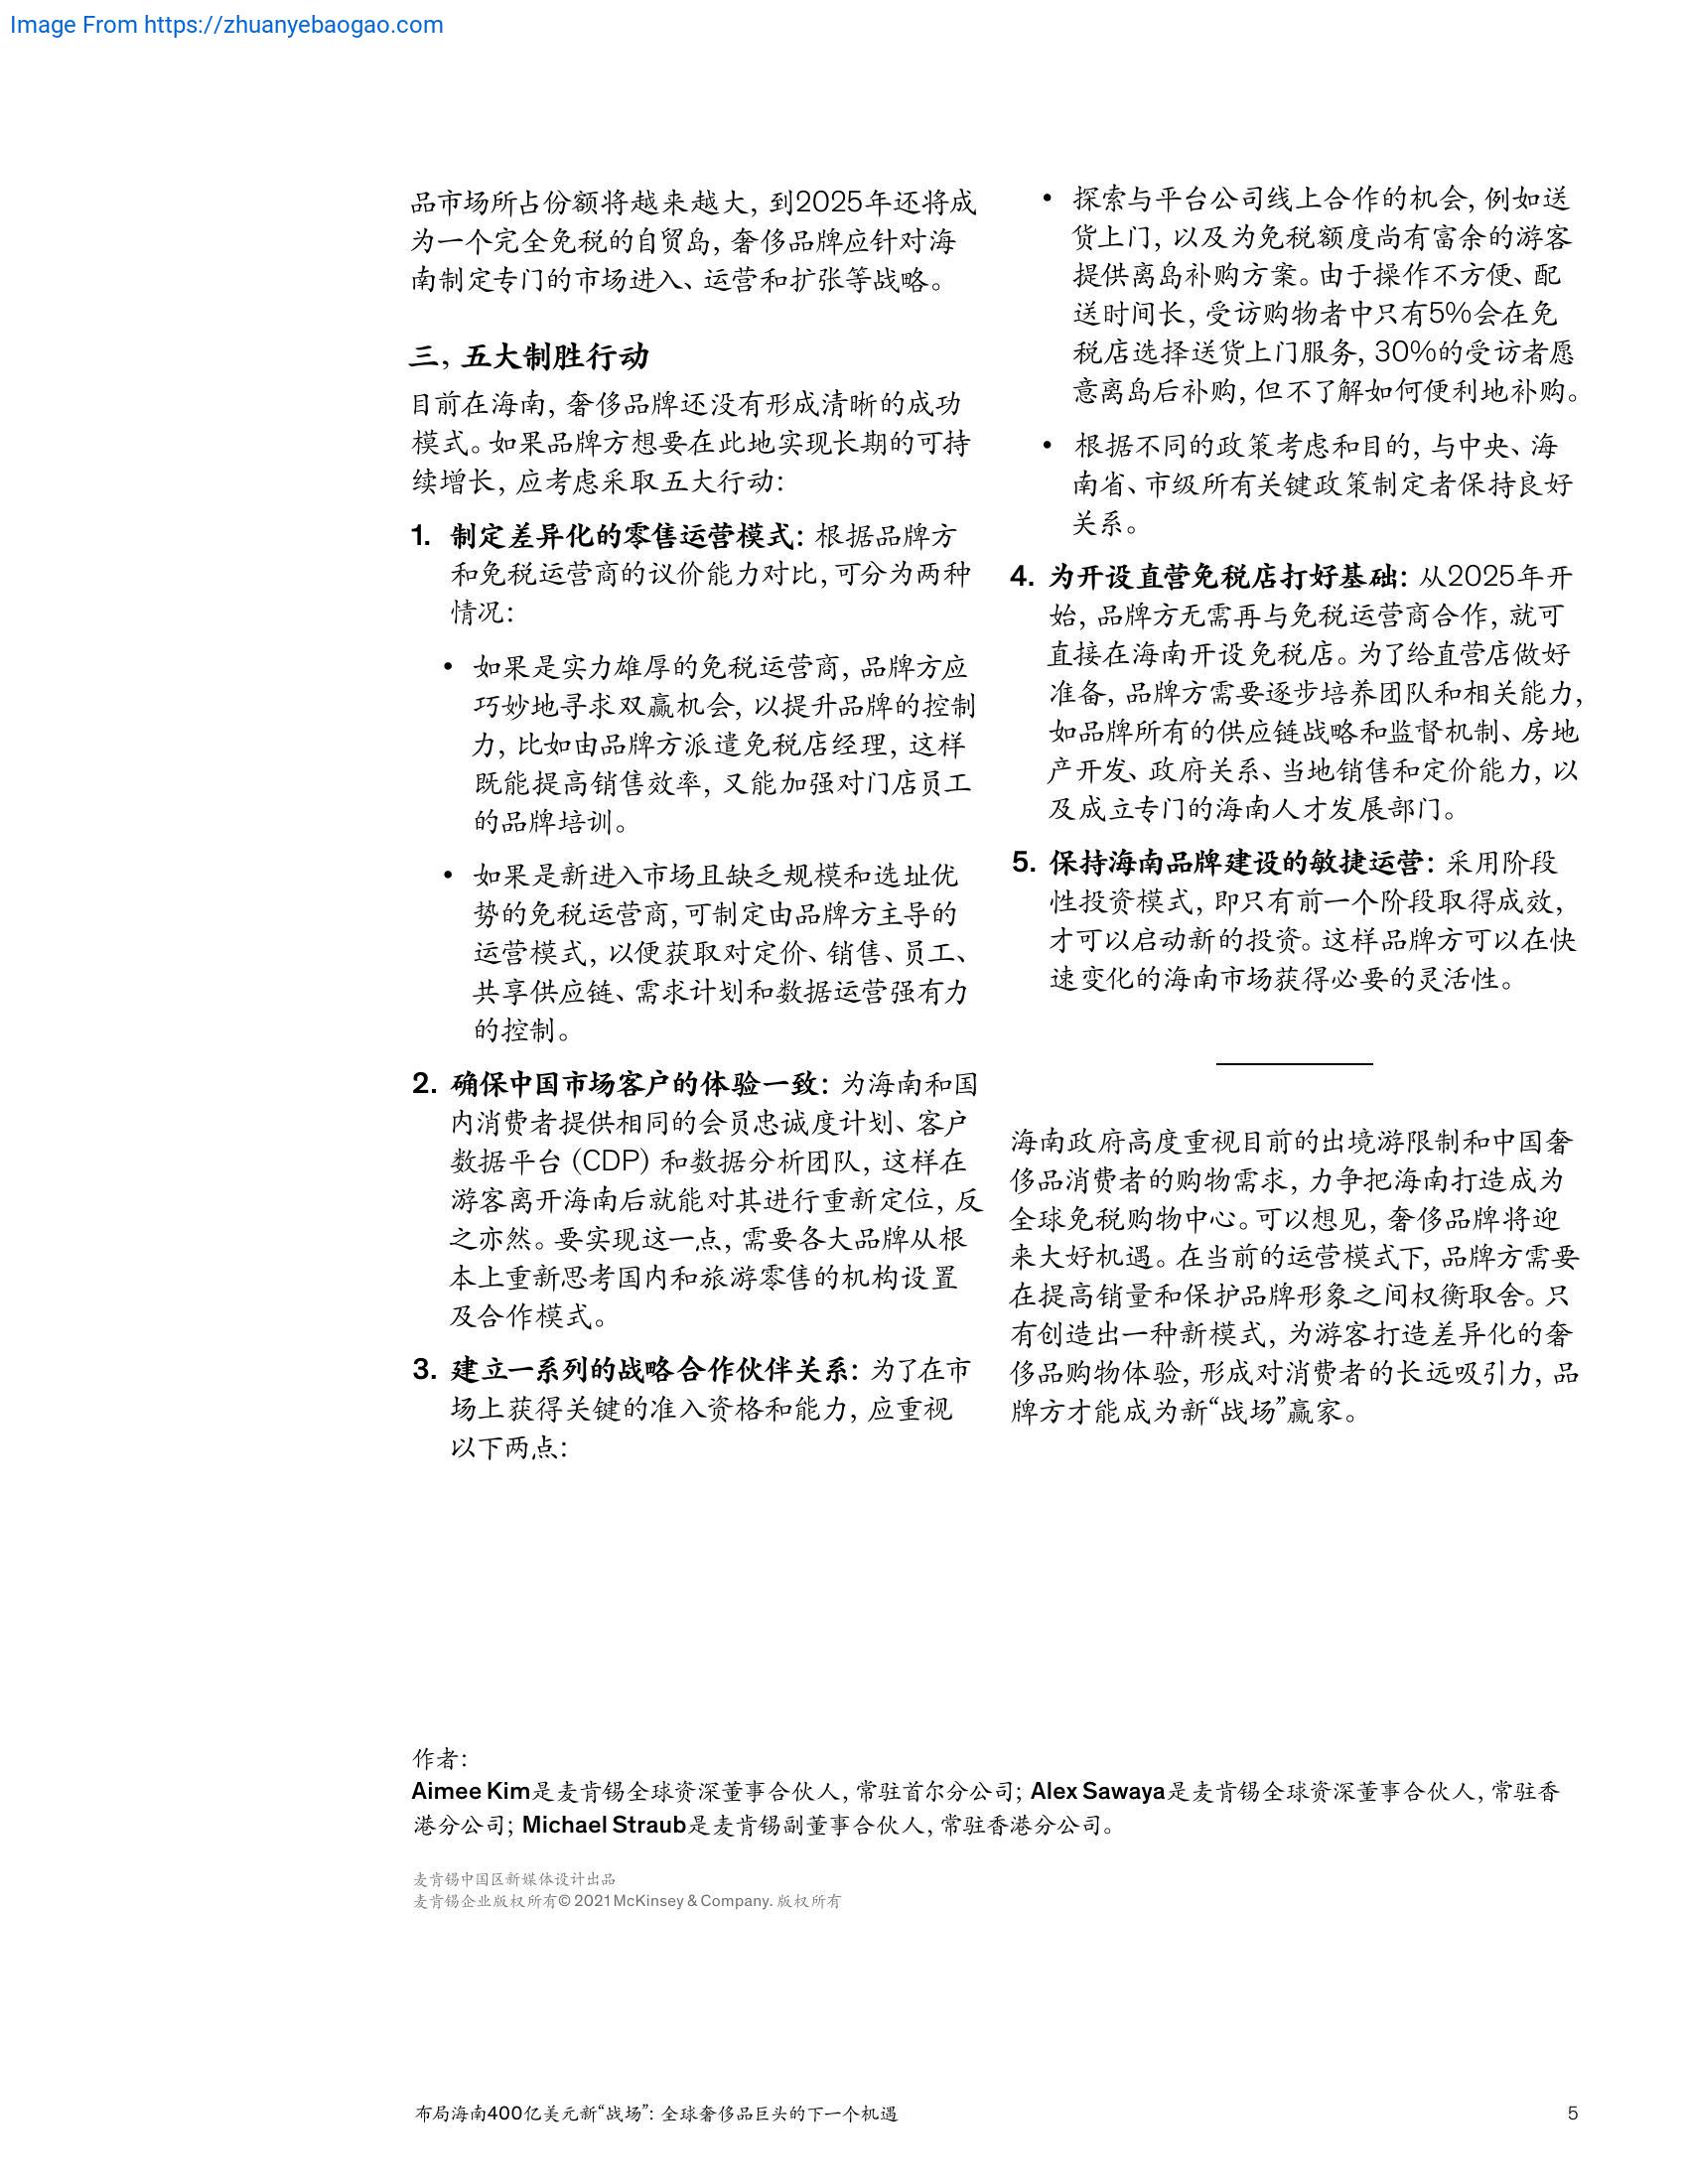 Image From https://zhuanyebaogao.com
品市场所占份额将越来越大, 到2025年还将成
为一个完全免税的自贸岛, 奢侈品牌应针对海
南制定专门的市场进入、运营和扩张等战略。
三, 五大制胜行动
目前在海南, 奢侈品牌还没有形成清晰的成功
模式。如果品牌方想要在此地实现长期的可持
续增长, 应考虑采取五大行动:
1. 制定差异化的零售运营模式: 根据品牌方
和免税运营商的议价能力对比, 可分为两种
情况:
• 如果是实力雄厚的免税运营商, 品牌方应
巧妙地寻求双赢机会, 以提升品牌的控制
力, 比如由品牌方派遣免税店经理, 这样
既能提高销售效率, 又能加强对门店员工
的品牌培训。
• 如果是新进入市场且缺乏规模和选址优
势的免税运营商, 可制定由品牌方主导的
运营模式, 以便获取对定价、销售、员工、
共享供应链、需求计划和数据运营强有力
的控制。
2. 确保中国市场客户的体验一致: 为海南和国
内消费者提供相同的会员忠诚度计划、客户
数据平台 (CDP) 和数据分析团队, 这样在
游客离开海南后就能对其进行重新定位, 反
之亦然。要实现这一点, 需要各大品牌从根
本上重新思考国内和旅游零售的机构设置
及合作模式。
3. 建立一系列的战略合作伙伴关系: 为了在市
场上获得关键的准入资格和能力, 应重视
以下两点:
• 探索与平台公司线上合作的机会, 例如送
货上门, 以及为免税额度尚有富余的游客
提供离岛补购方案。由于操作不方便、配
送时间长, 受访购物者中只有5%会在免
税店选择送货上门服务, 30%的受访者愿
意离岛后补购, 但不了解如何便利地补购。
• 根据不同的政策考虑和目的, 与中央、海
南省、市级所有关键政策制定者保持良好
关系。
4. 为开设直营免税店打好基础: 从2025年开
始, 品牌方无需再与免税运营商合作, 就可
直接在海南开设免税店。为了给直营店做好
准备, 品牌方需要逐步培养团队和相关能力,
如品牌所有的供应链战略和监督机制、房地
产开发、政府关系、当地销售和定价能力, 以
及成立专门的海南人才发展部门。
5. 保持海南品牌建设的敏捷运营: 采用阶段
性投资模式, 即只有前一个阶段取得成效,
才可以启动新的投资。这样品牌方可以在快
速变化的海南市场获得必要的灵活性。
海南政府高度重视目前的出境游限制和中国奢
侈品消费者的购物需求, 力争把海南打造成为
全球免税购物中心。可以想见, 奢侈品牌将迎
来大好机遇。在当前的运营模式下, 品牌方需要
在提高销量和保护品牌形象之间权衡取舍。只
有创造出一种新模式, 为游客打造差异化的奢
侈品购物体验, 形成对消费者的长远吸引力, 品
牌方才能成为新“战场”赢家。
作者:
Aimee Kim是麦肯锡全球资深董事合伙人, 常驻首尔分公司; Alex Sawaya是麦肯锡全球资深董事合伙人, 常驻香
港分公司; Michael Straub是麦肯锡副董事合伙人, 常驻香港分公司。
麦肯锡中国区新媒体设计出品
麦肯锡企业版权所有© 2021 McKinsey & Company. 版权所有
布局海南400亿美元新“战场”: 全球奢侈品巨头的下一个机遇
5